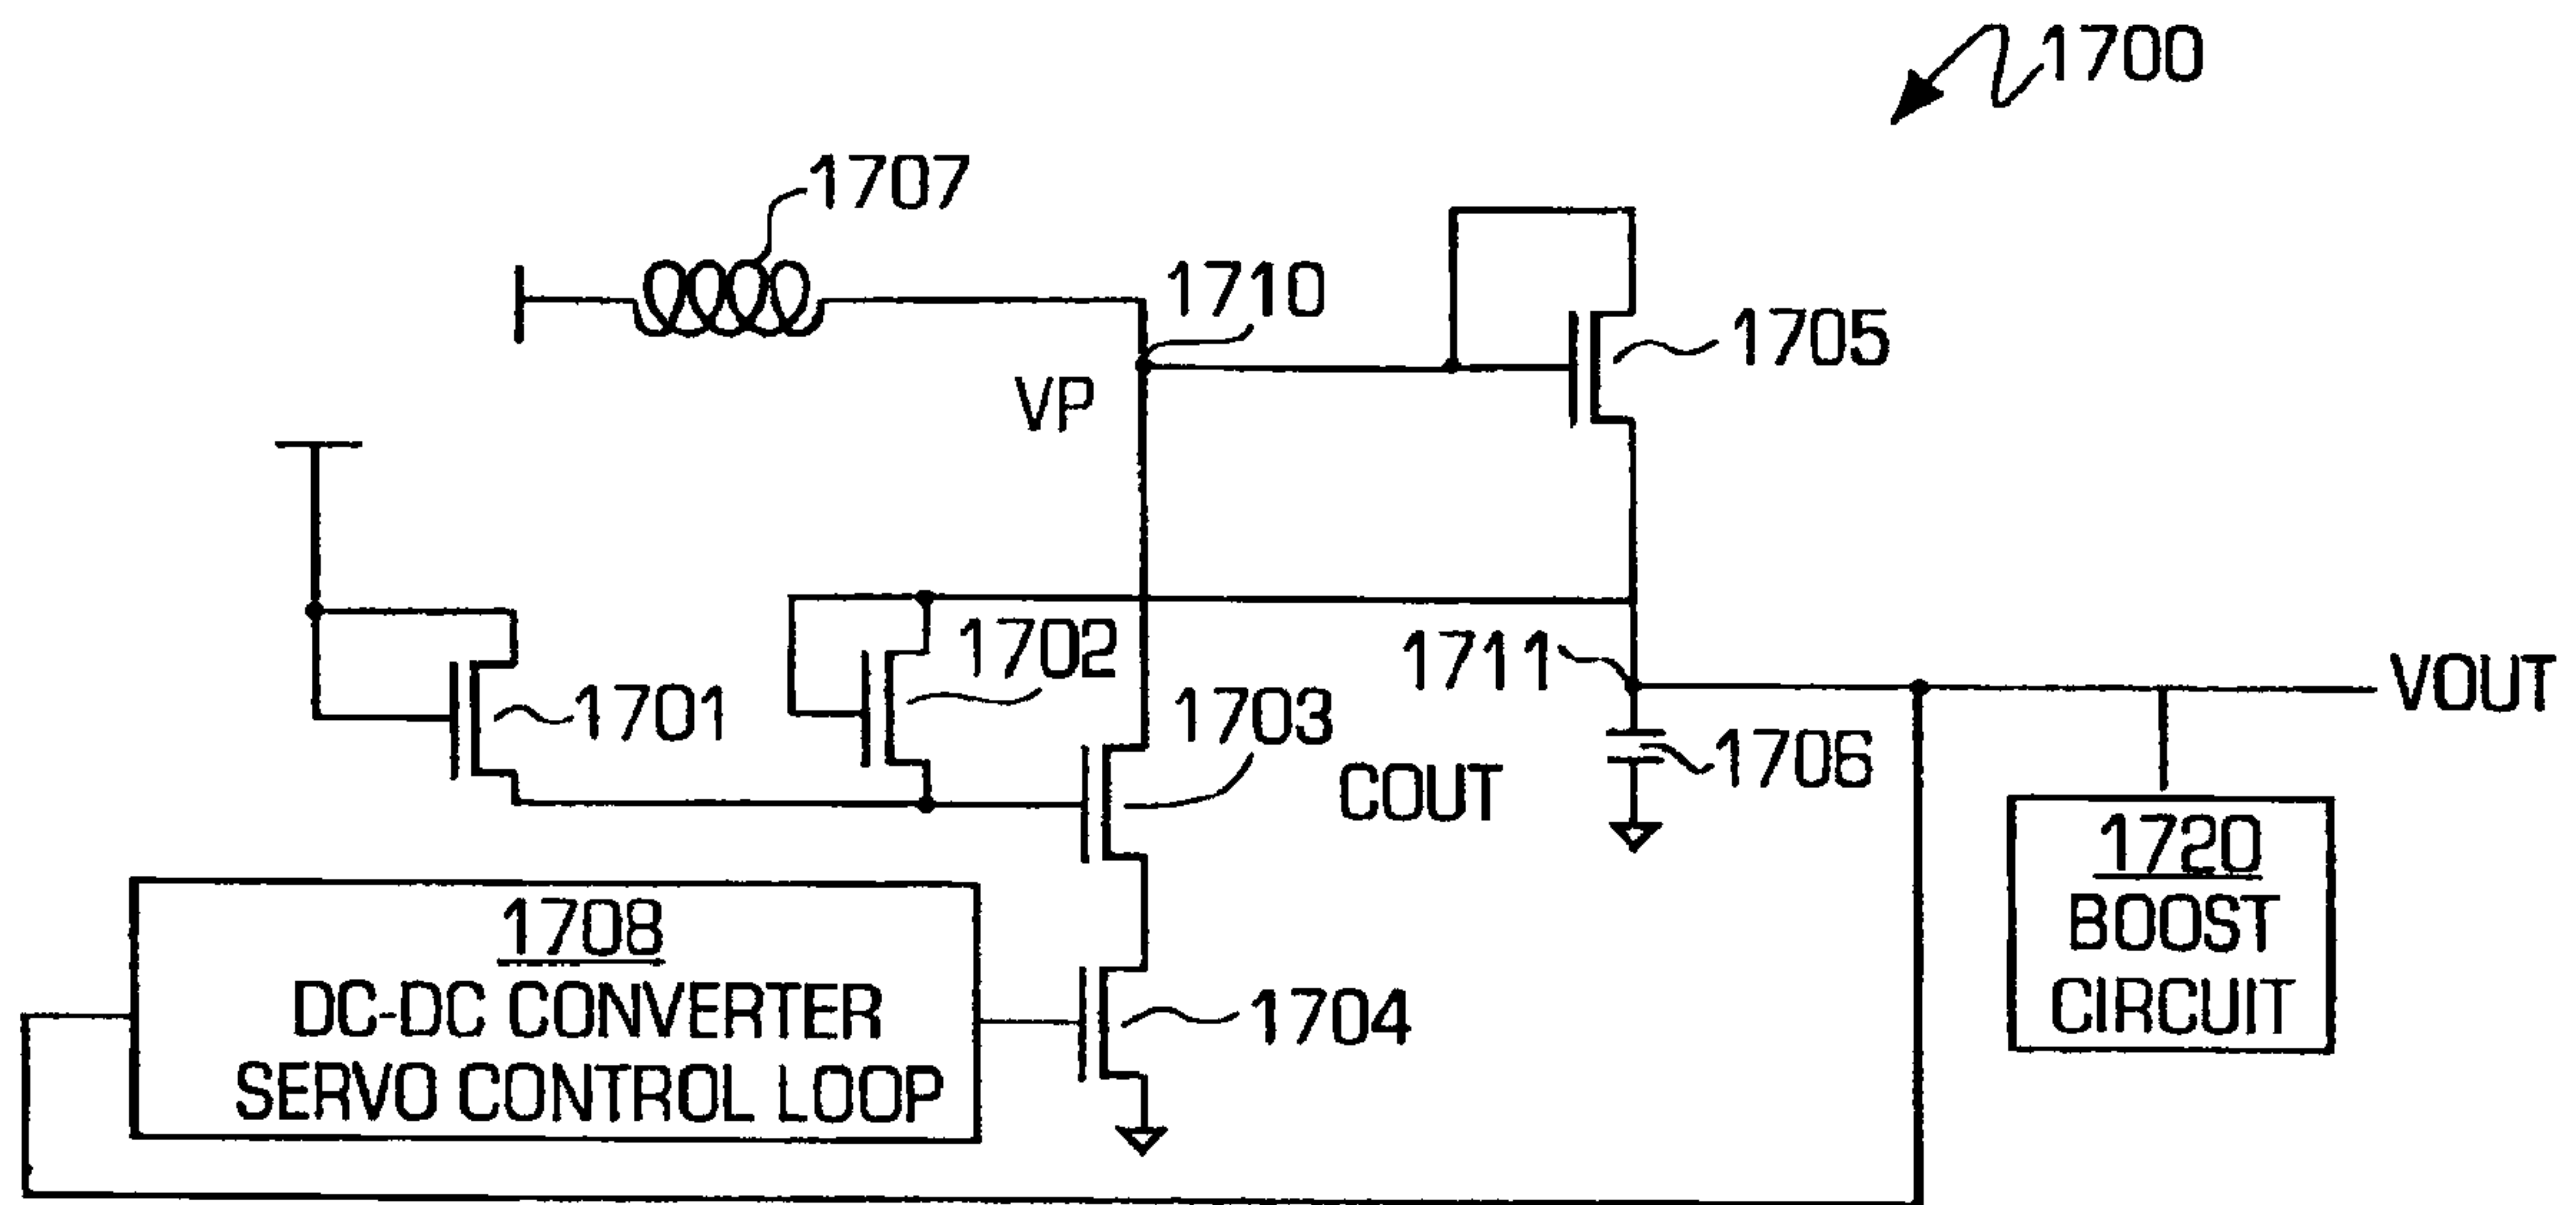 1700
1707
1710
1705
VP
1702
1711
VOUT
1701
1703
1706
COUT
1720
BOOST
CIRCUIT
1708
DC-DC CONVERTER
SERVO CONTROL LOOP
1704